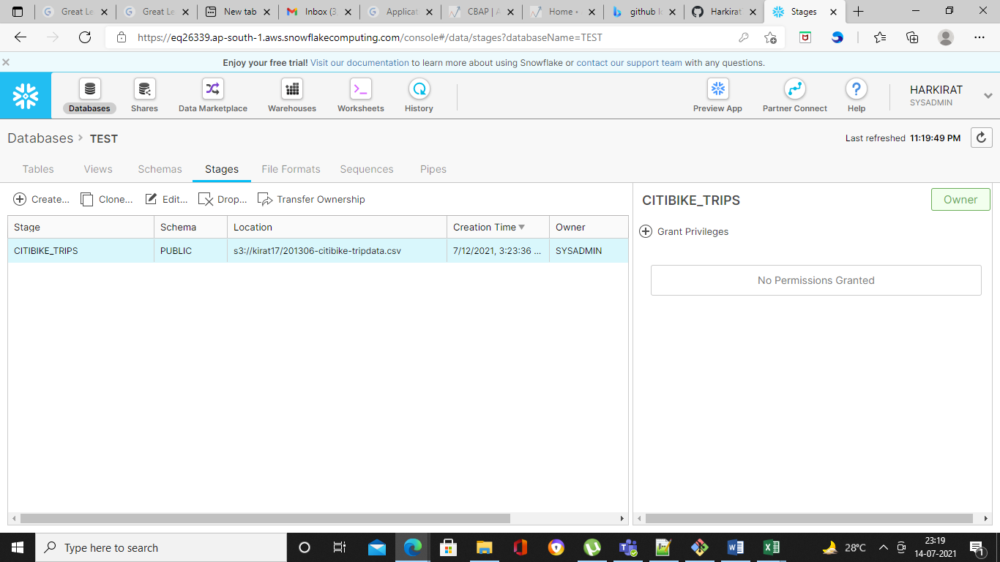 Great Le
Great Le
New tab
Inbox (3
Applicat
CBAP | A
Home •
github lo
Harkirat
Stages
https://eq26339.ap-south-1.aws.snowflakecomputing.com/console#/data/stages?databaseName=TEST
Enjoy your free trial! Visit our documentation to learn more about using Snowflake or contact our support team with any questions.
Databases
Shares
Data Marketplace
Warehouses
Worksheets
History
Preview App
Partner Connect
Help
HARKIRAT
SYSADMIN
Databases > TEST
Last refreshed 11:19:49 PM
Tables Views Schemas Stages File Formats Sequences Pipes
Create... Clone... Edit... Drop... Transfer Ownership
Stage Schema Location Creation Time Owner
CITIBIKE_TRIPS PUBLIC s3://kirat17/201306-citibike-tripdata.csv 7/12/2021, 3:23:36 ... SYSADMIN
CITIBIKE_TRIPS
Owner
Grant Privileges
No Permissions Granted
Type here to search
28°C
23:19
14-07-2021
1